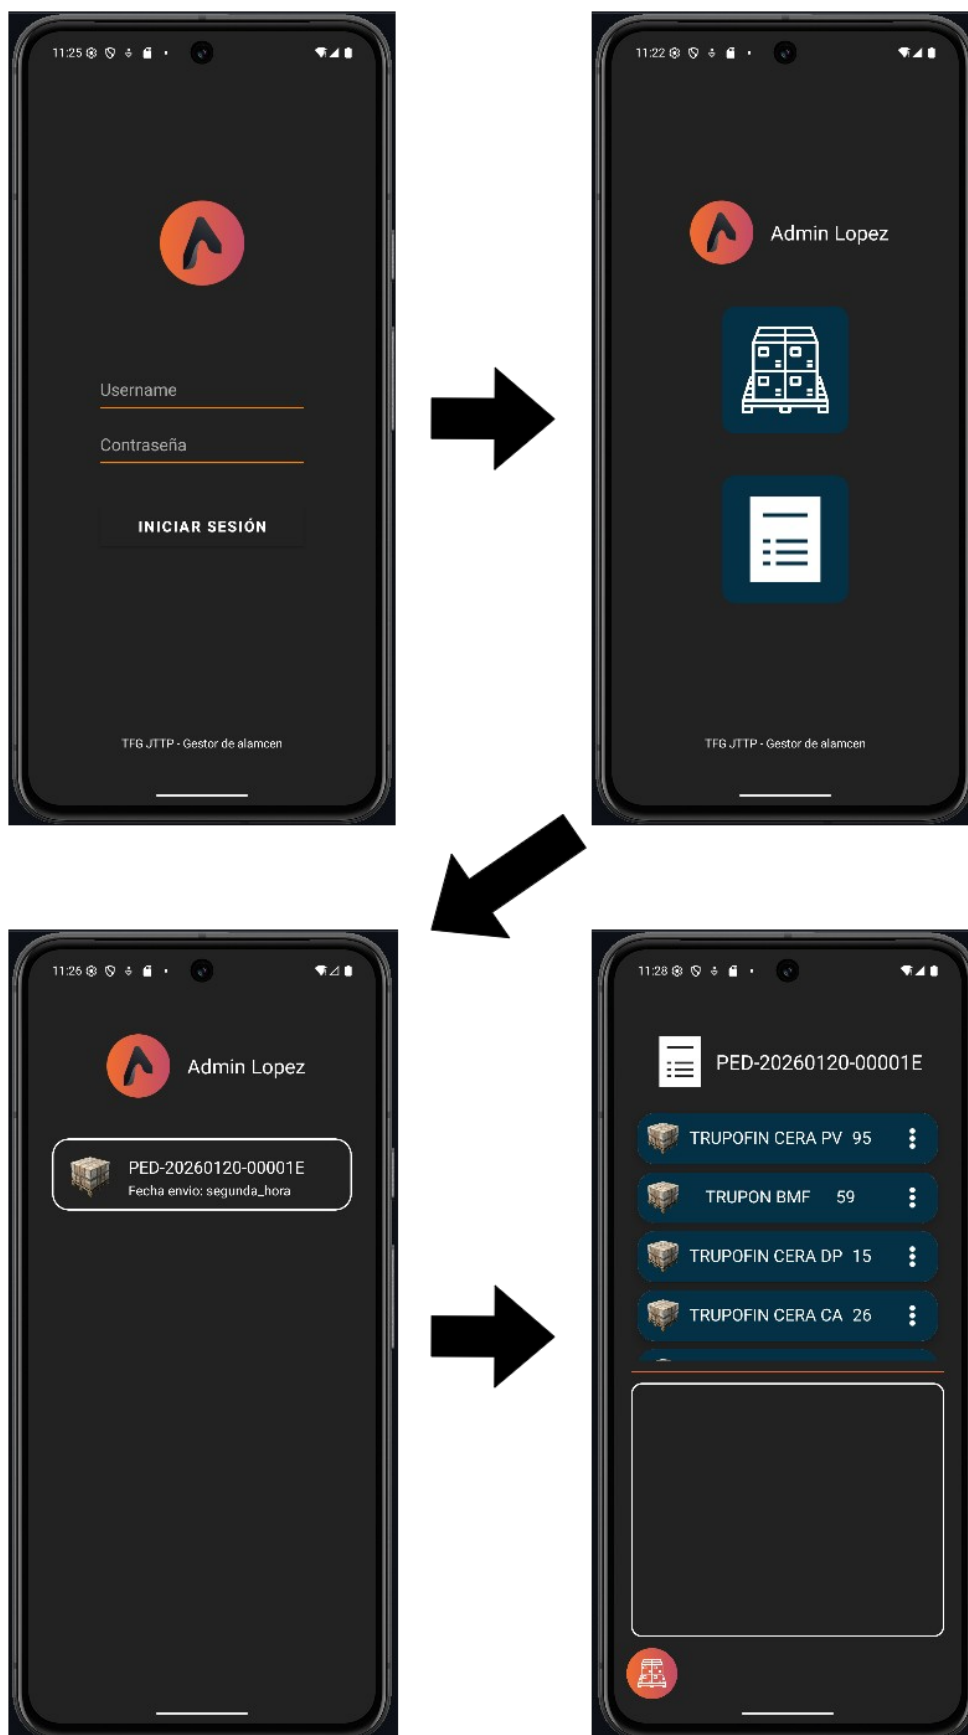 11:25
Username
Contraseña
INICIAR SESIÓN
TFG JTTP - Gestor de alamcen
11:22
Admin Lopez
TFG JTTP - Gestor de alamcen
11:26
Admin Lopez
PED-20260120-00001E
Fecha envio: segunda_hora
11:28
PED-20260120-00001E
TRUPOFIN CERA PV 95
TRUPON BMF 59
TRUPOFIN CERA DP 15
TRUPOFIN CERA CA 26